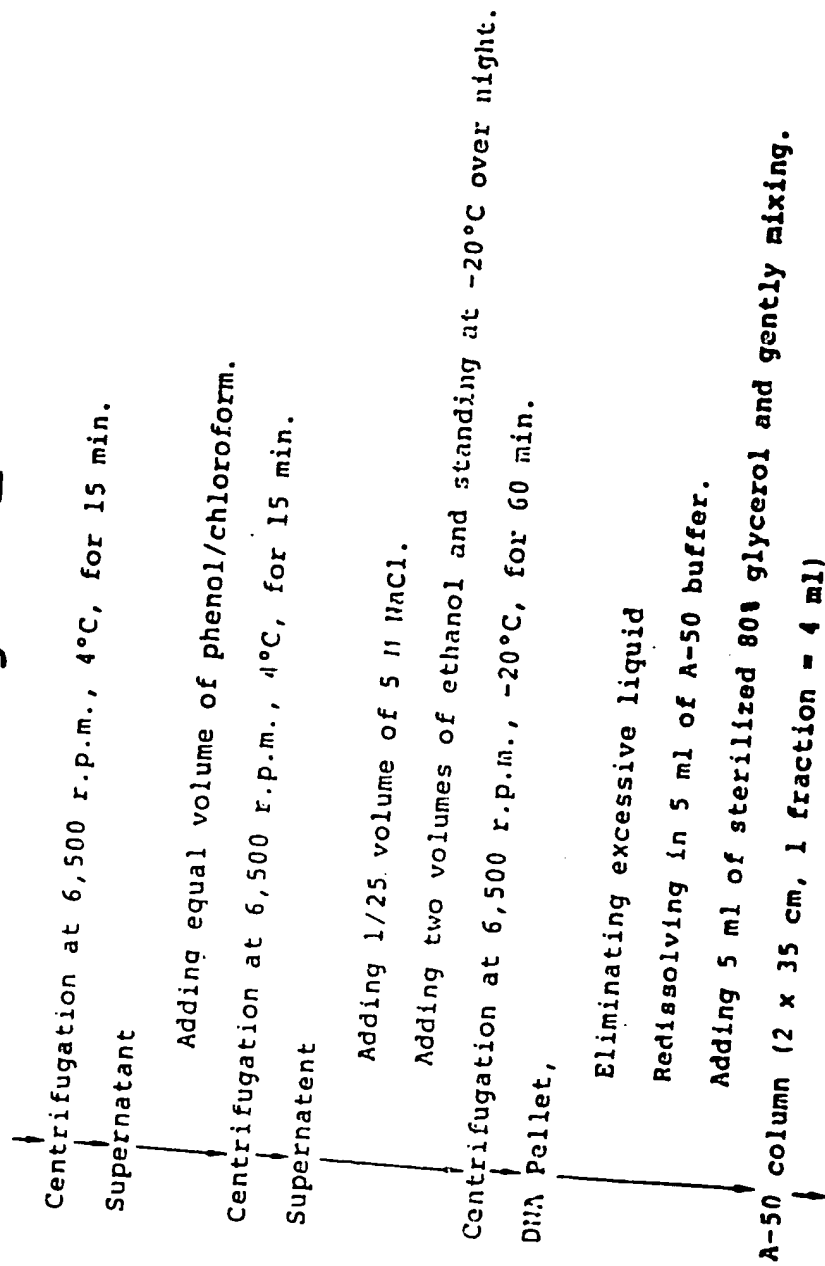 Centrifugation at 6,500 r.p.m., 4°C, for 15 min.
Supernatant
Adding equal volume of phenol/chloroform.
Centrifugation at 6,500 r.p.m., 4°C, for 15 min.
Supernatent
Adding 1/25 volume of 5 M NaCl.
Adding two volumes of ethanol and standing at -20°C over night.
Centrifugation at 6,500 r.p.m., -20°C, for 60 min.
DNA Pellet,
Eliminating excessive liquid
Redissolving in 5 ml of A-50 buffer.
Adding 5 ml of sterilized 80% glycerol and gently mixing.
A-50 column (2 x 35 cm, 1 fraction = 4 ml)